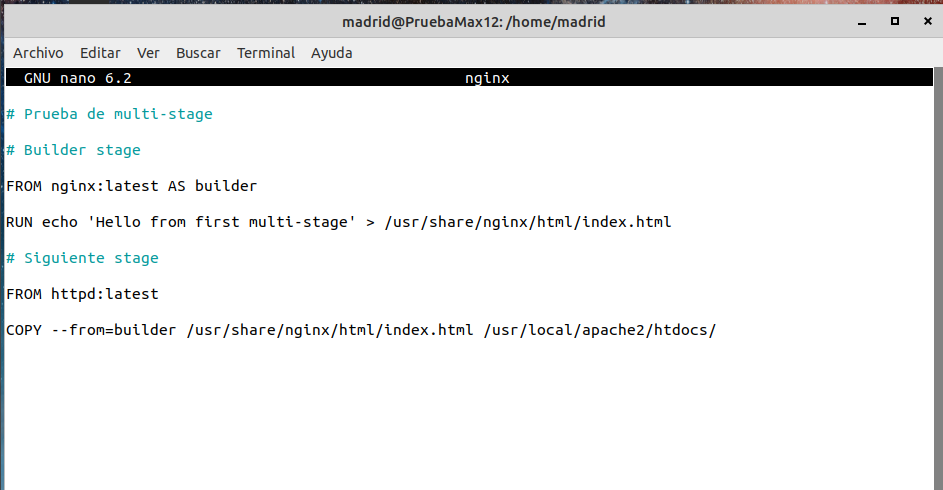 madrid@PruebaMax12: /home/madrid
Archivo Editar Ver Buscar Terminal Ayuda
GNU nano 6.2 nginx
# Prueba de multi-stage
# Builder stage
FROM nginx:latest AS builder
RUN echo 'Hello from first multi-stage' > /usr/share/nginx/html/index.html
# Siguiente stage
FROM httpd:latest
COPY --from=builder /usr/share/nginx/html/index.html /usr/local/apache2/htdocs/